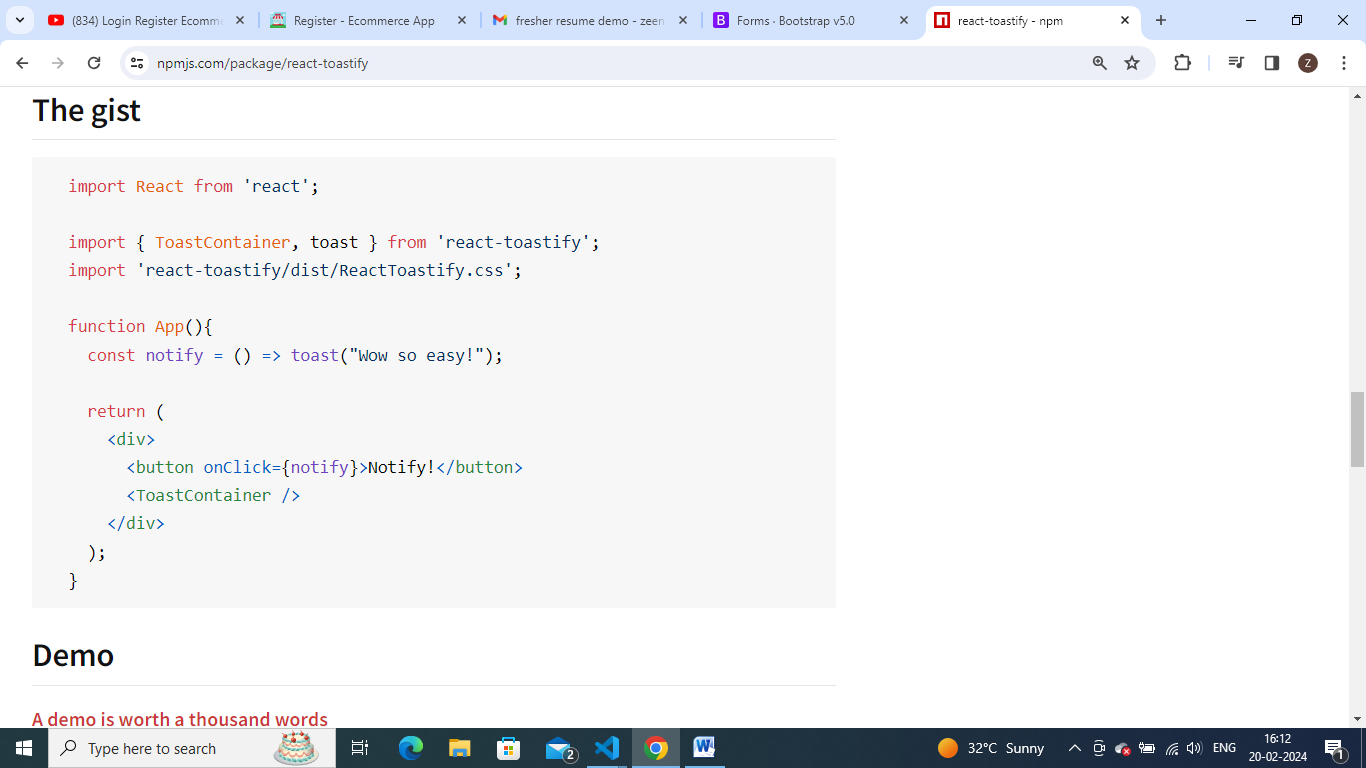 (834) Login Register Ecomme
Register - Ecommerce App
fresher resume demo - zeen
Forms · Bootstrap v5.0
react-toastify - npm
npmjs.com/package/react-toastify
Z
The gist
import React from 'react';
import { ToastContainer, toast } from 'react-toastify';
import 'react-toastify/dist/ReactToastify.css';
function App(){
const notify = () => toast("Wow so easy!");
return (
<div>
<button onClick={notify}>Notify!</button>
<ToastContainer />
</div>
);
}
Demo
A demo is worth a thousand words
Type here to search
2
32°C Sunny
ENG
16:12
20-02-2024
1